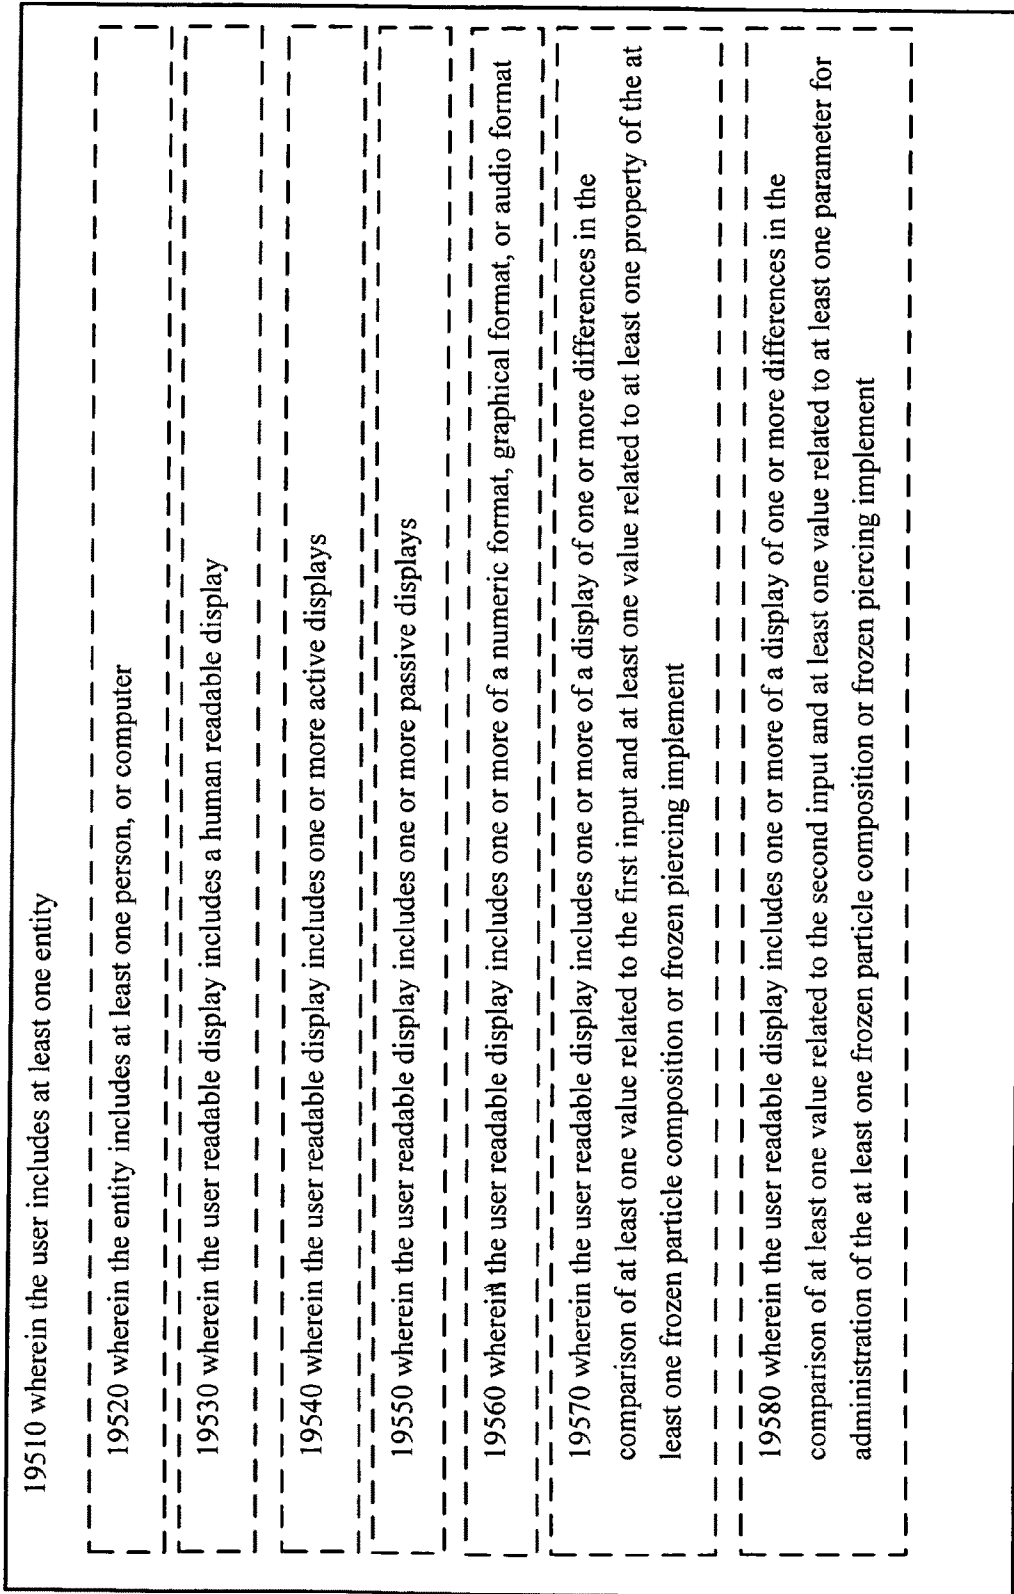 19510 wherein the user includes at least one entity
19520 wherein the entity includes at least one person, or computer
19530 wherein the user readable display includes a human readable display
19540 wherein the user readable display includes one or more active displays
19550 wherein the user readable display includes one or more passive displays
19560 wherein the user readable display includes one or more of a numeric format, graphical format, or audio format
19570 wherein the user readable display includes one or more of a display of one or more differences in the
comparison of at least one value related to the first input and at least one value related to at least one property of the at
least one frozen particle composition or frozen piercing implement
19580 wherein the user readable display includes one or more of a display of one or more differences in the
comparison of at least one value related to the second input and at least one value related to at least one parameter for
administration of the at least one frozen particle composition or frozen piercing implement